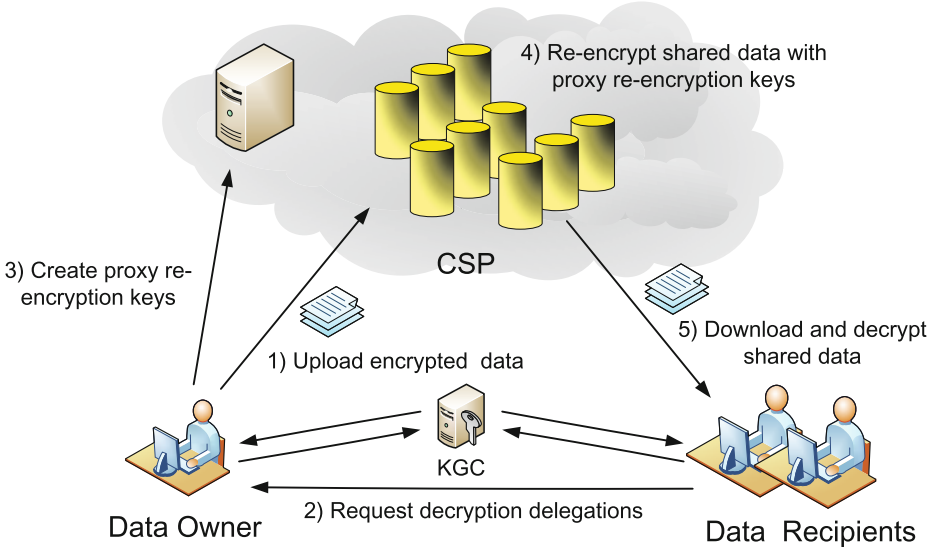 4) Re-encrypt shared data with
proxy re-encryption keys
CSP
3) Create proxy re-
encryption keys
1) Upload encrypted data
5) Download and decrypt
shared data
KGC
2) Request decryption delegations
Data Owner
Data Recipients